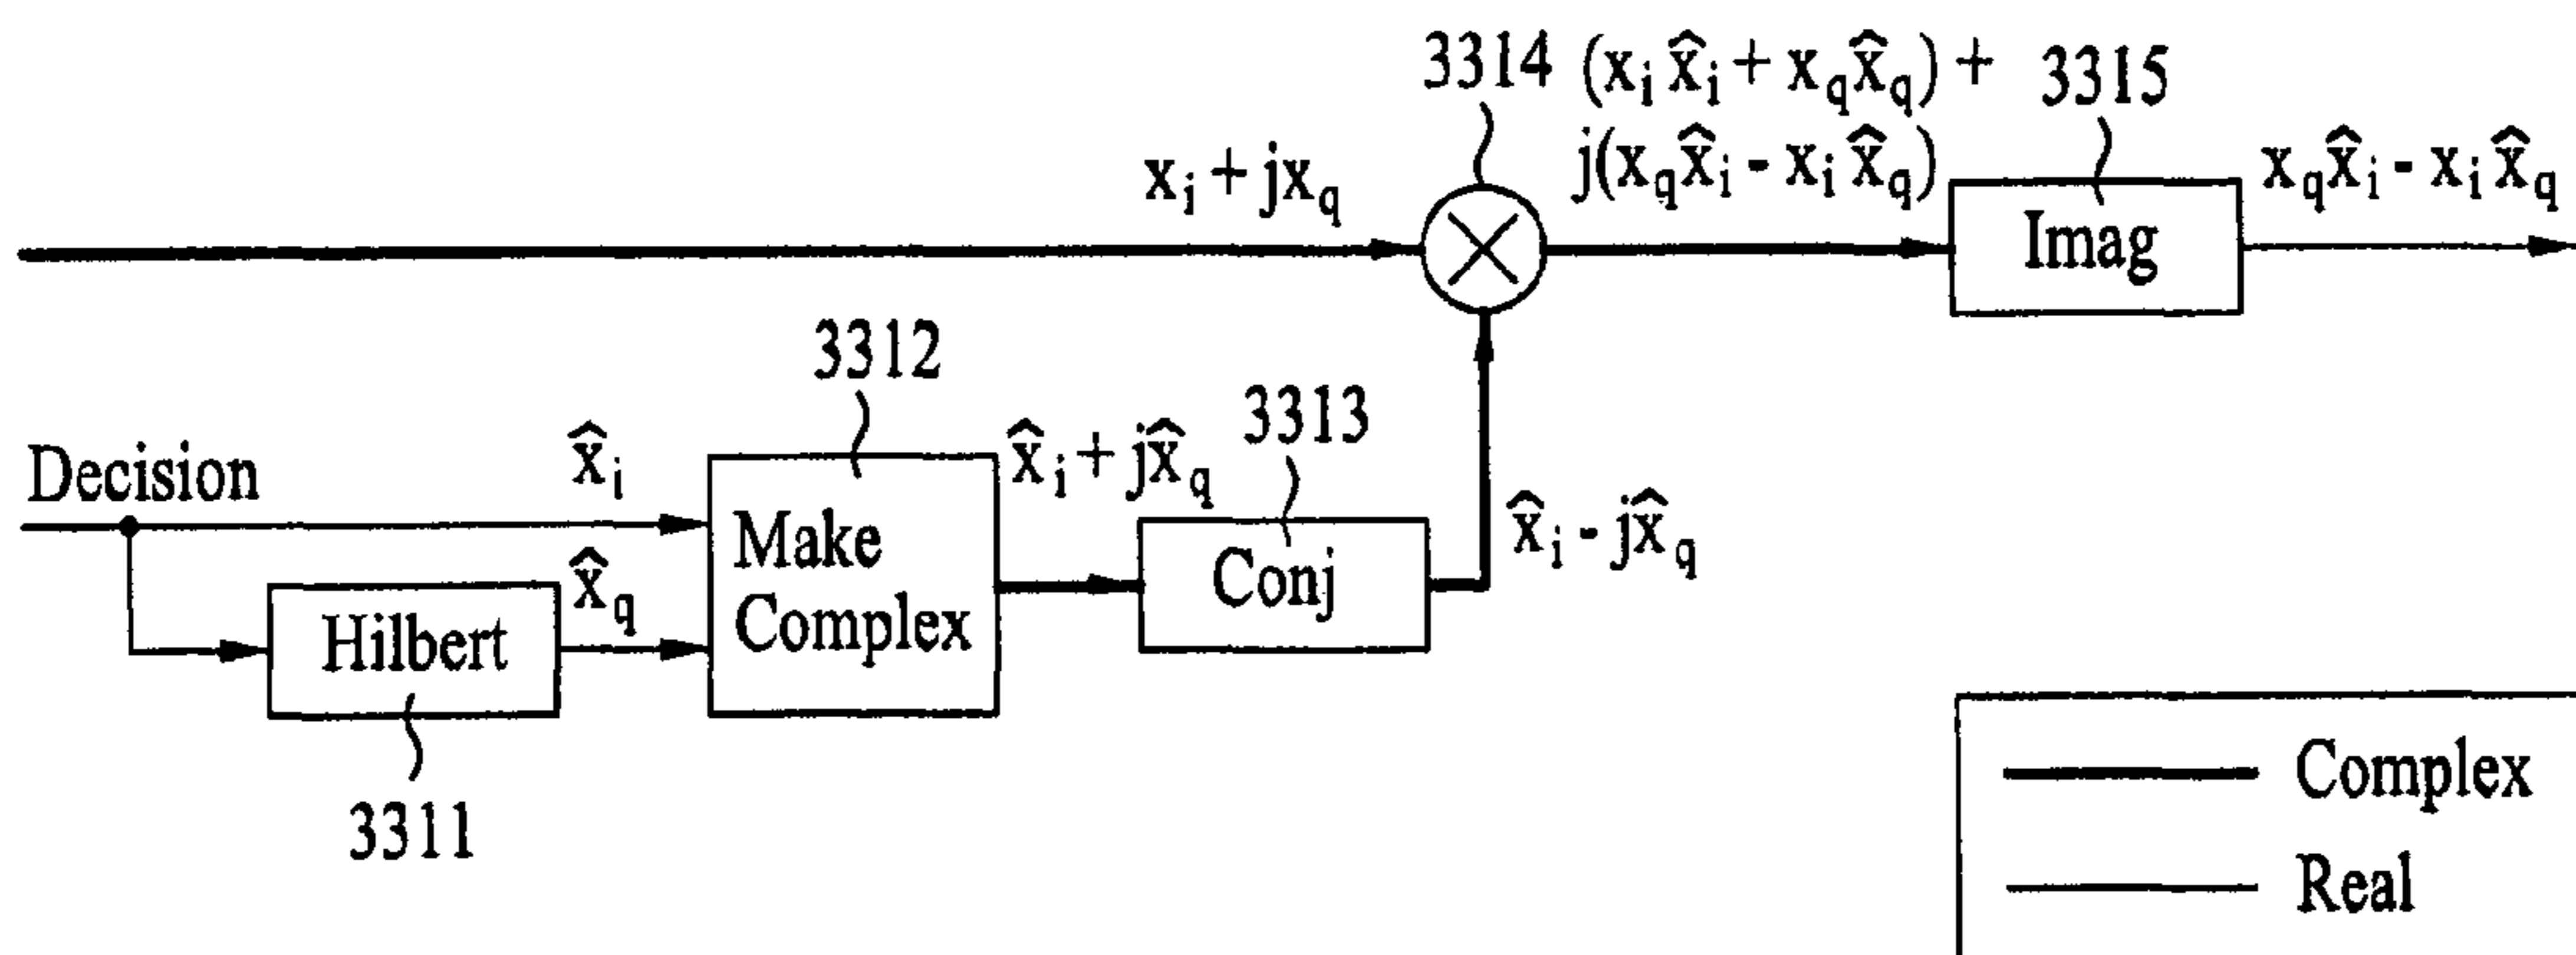 3314
(x_i x̂_i + x_q x̂_q) +
j(x_q x̂_i - x_i x̂_q)
3315
x_i + jx_q
Imag
x_q x̂_i - x_i x̂_q
3312
3313
Decision
x̂_i
x̂_i + jx̂_q
Make
Complex
Conj
x̂_i - jx̂_q
x̂_q
Hilbert
3311
Complex
Real